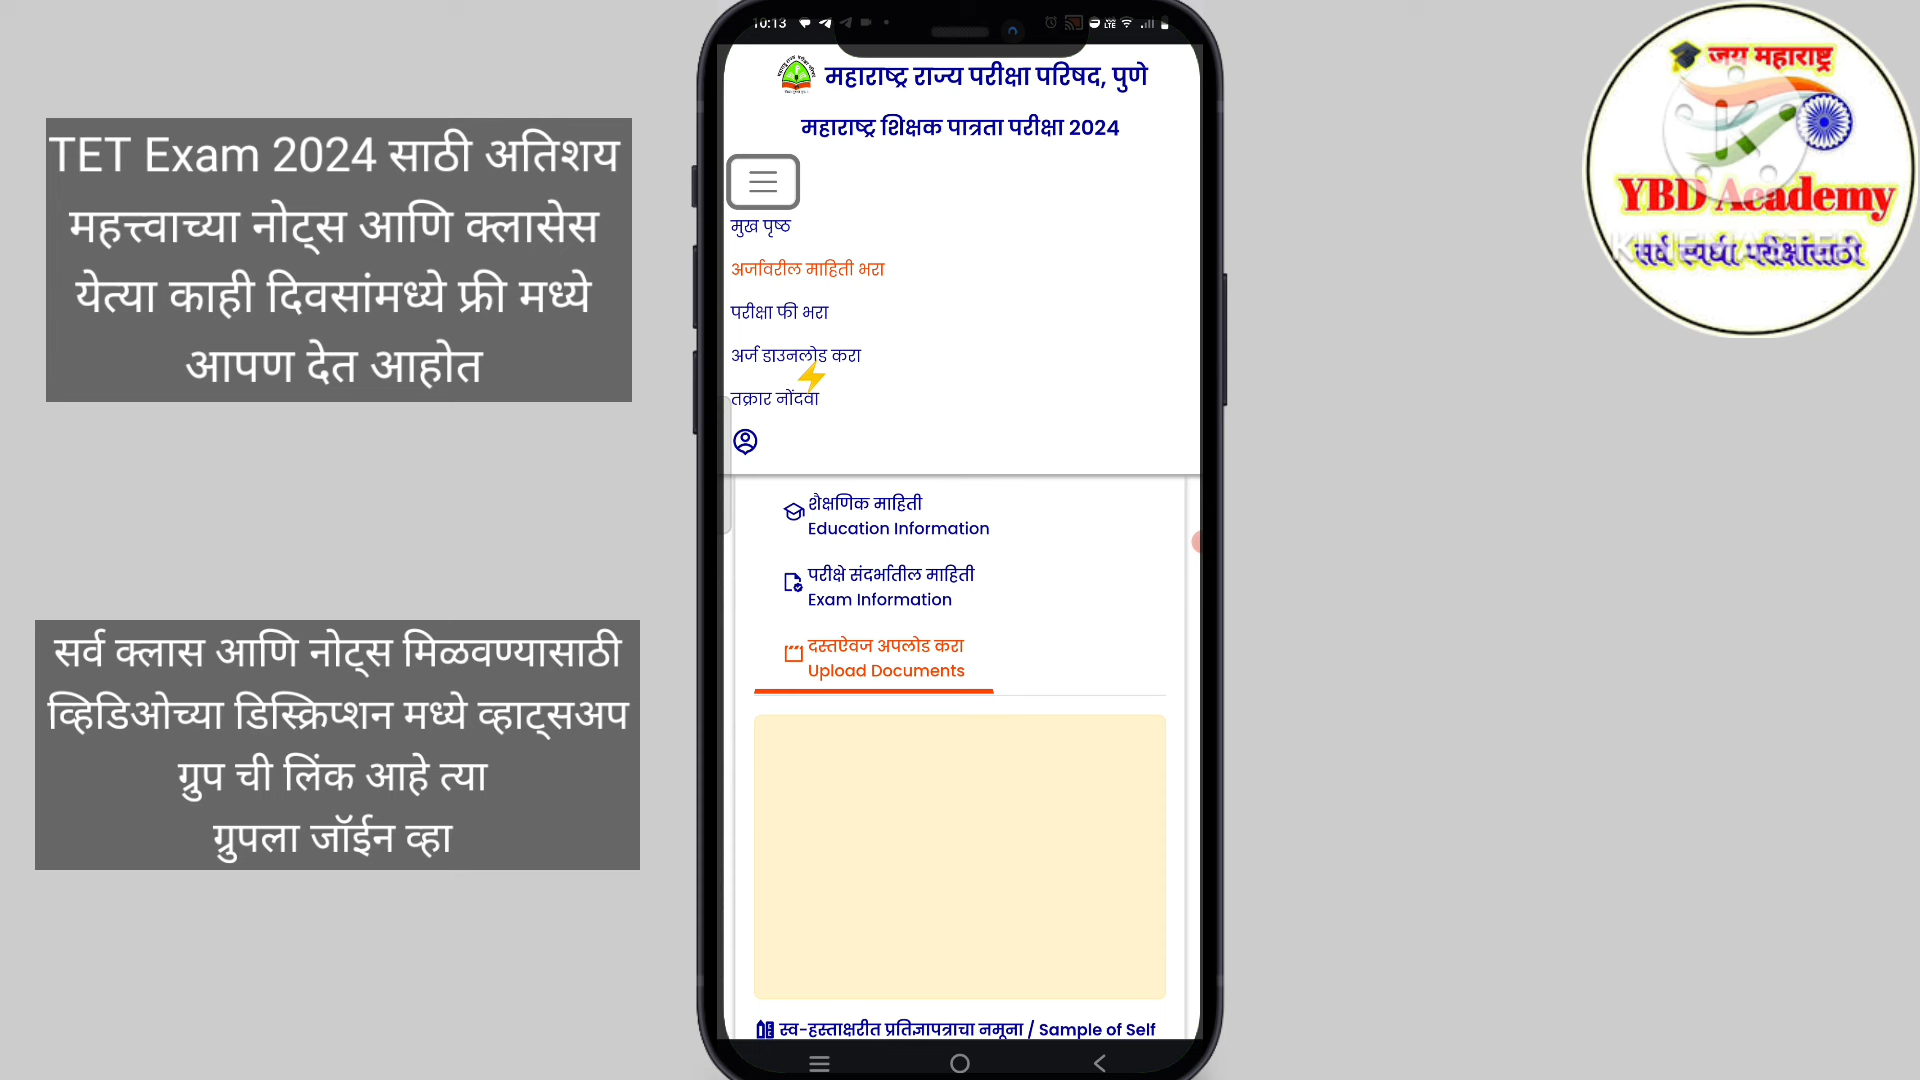 TET Exam 2024 साठी अतिशय
महत्त्वाच्या नोट्स आणि क्लासेस
येत्या काही दिवसांमध्ये फ्री मध्ये
आपण देत आहोत
सर्व क्लास आणि नोट्स मिळवण्यासाठी
व्हिडिओच्या डिस्क्रिप्शन मध्ये व्हाट्सअप
ग्रुप ची लिंक आहे त्या
ग्रुपला जॉईन व्हा
10:13
LTE
महाराष्ट्र राज्य परीक्षा परिषद, पुणे
महाराष्ट्र शिक्षक पात्रता परीक्षा 2024
मुख पृष्ठ
अर्जावरील माहिती भरा
परीक्षा फी भरा
अर्ज डाउनलोड करा
तक्रार नोंदवा
शैक्षणिक माहिती
Education Information
परीक्षे संदर्भातील माहिती
Exam Information
दस्तऐवज अपलोड करा
Upload Documents
स्व-हस्ताक्षरीत प्रतिज्ञापत्राचा नमूना / Sample of Self
जय महाराष्ट्र
YBD Academy
सर्व स्पर्धा परीक्षांसाठी